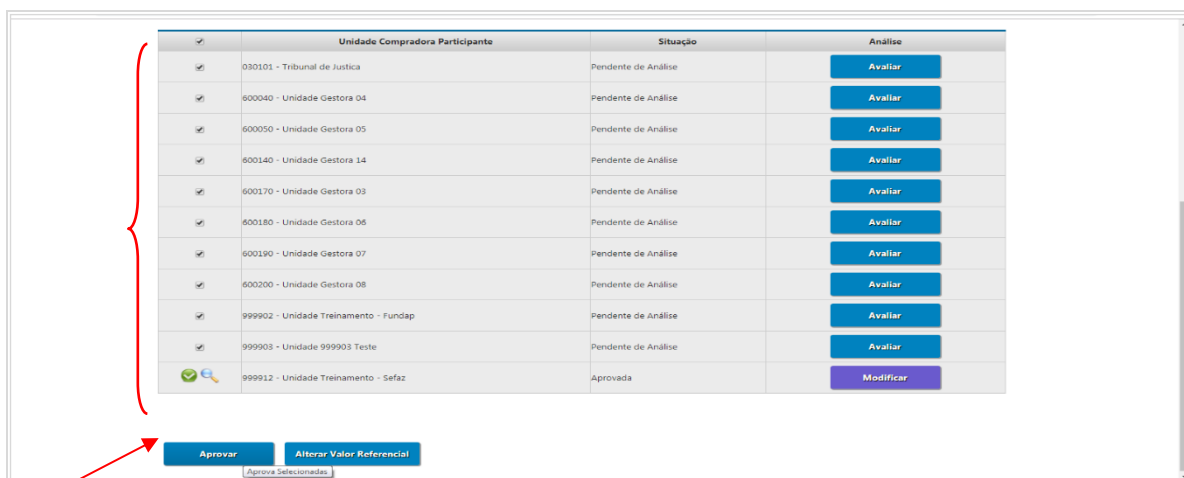 Unidade Compradora Participante Situação Análise
030101 - Tribunal de Justica Pendente de Análise Avaliar
600040 - Unidade Gestora 04 Pendente de Análise Avaliar
600050 - Unidade Gestora 05 Pendente de Análise Avaliar
600140 - Unidade Gestora 14 Pendente de Análise Avaliar
600170 - Unidade Gestora 03 Pendente de Análise Avaliar
600180 - Unidade Gestora 06 Pendente de Análise Avaliar
600190 - Unidade Gestora 07 Pendente de Análise Avaliar
600200 - Unidade Gestora 08 Pendente de Análise Avaliar
999902 - Unidade Treinamento - Fundap Pendente de Análise Avaliar
999903 - Unidade 999903 Teste Pendente de Análise Avaliar
999912 - Unidade Treinamento - Sefaz Aprovada Modificar
Aprovar Alterar Valor Referencial
Aprova Selecionadas